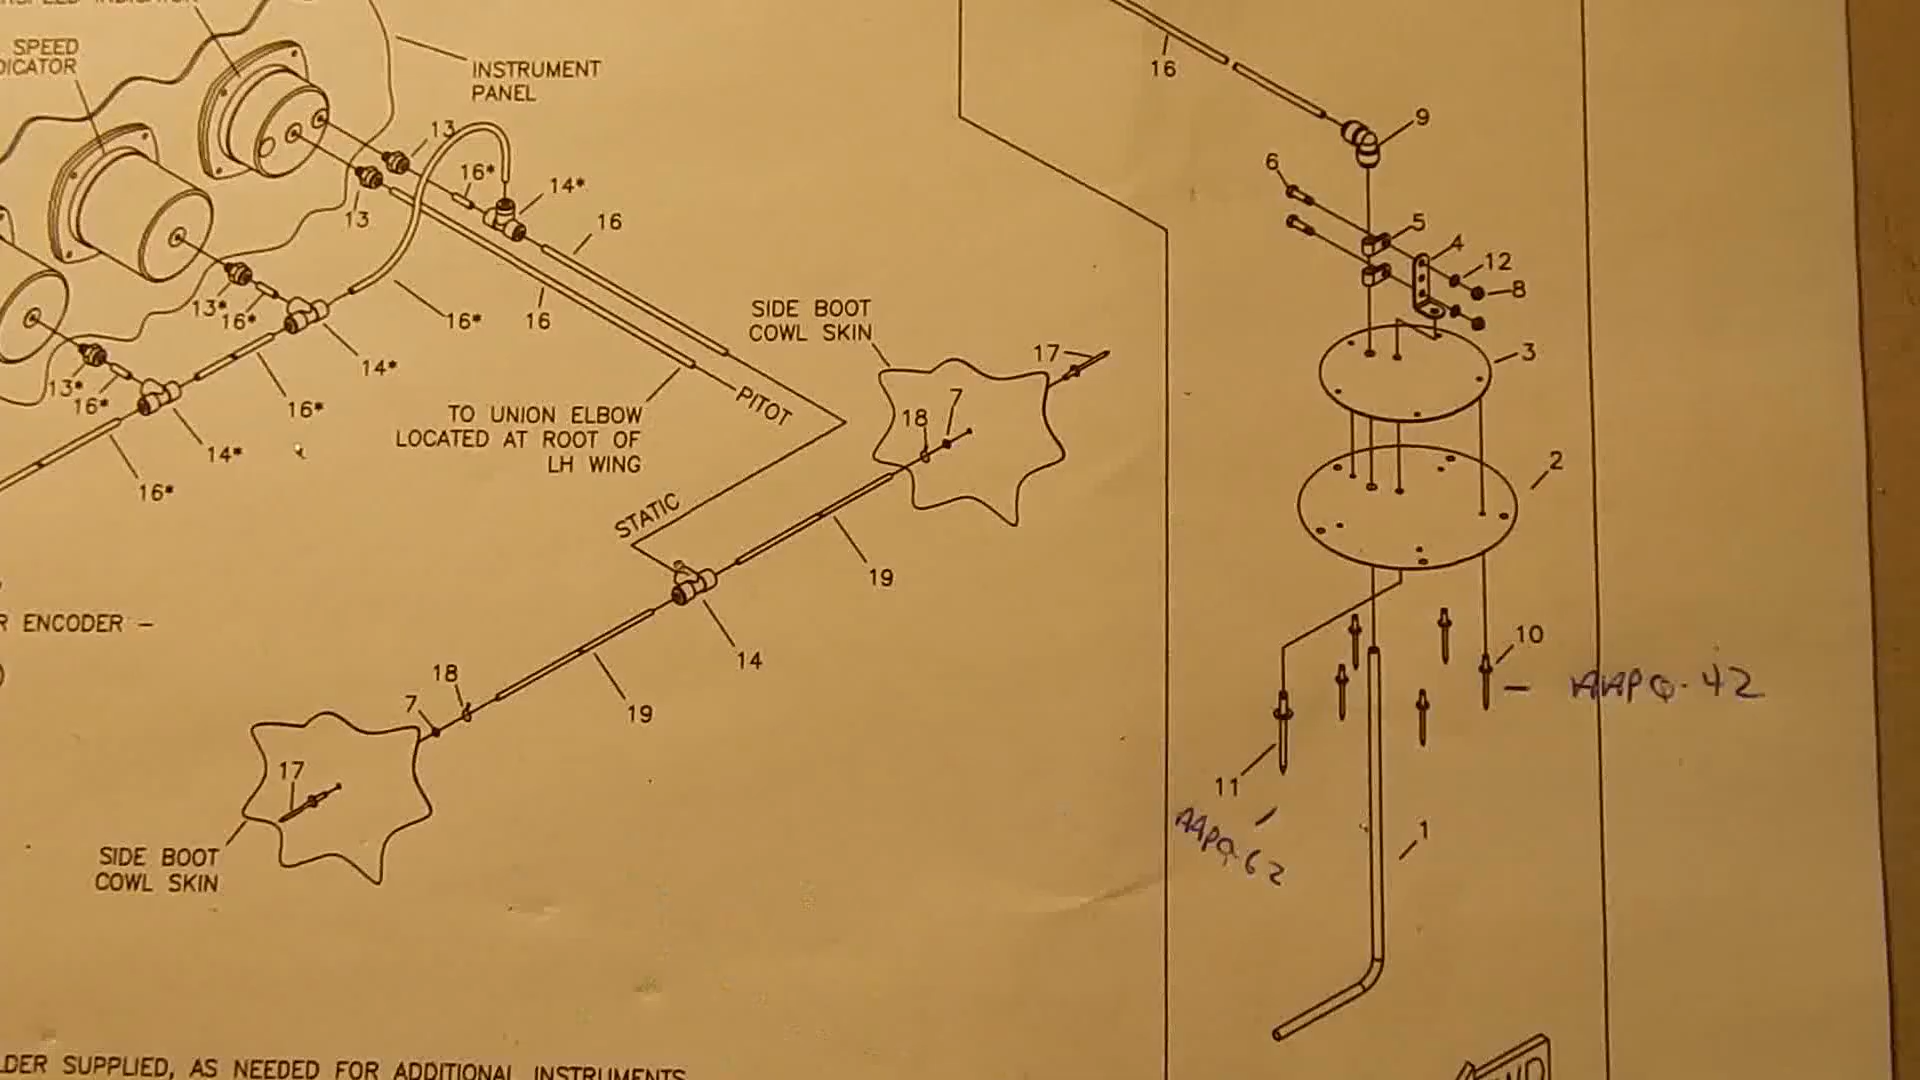 SPEED
INSTRUMENT
PANEL
13
16*
14*
13
16
16
13*
16*
16*
14*
13*
16*
16*
14*
16*
SIDE BOOT
COWL SKIN
17
7
18
PITOT
TO UNION ELBOW
LOCATED AT ROOT OF
LH WING
STATIC
19
14
19
18
7
17
SIDE BOOT
COWL SKIN
ENCODER –
16
9
6
5
4
12
8
3
2
10
AAPQ-42
11
AAPQ-62
1
SUPPLIED, AS NEEDED FOR ADDITIONAL INSTRUMENTS